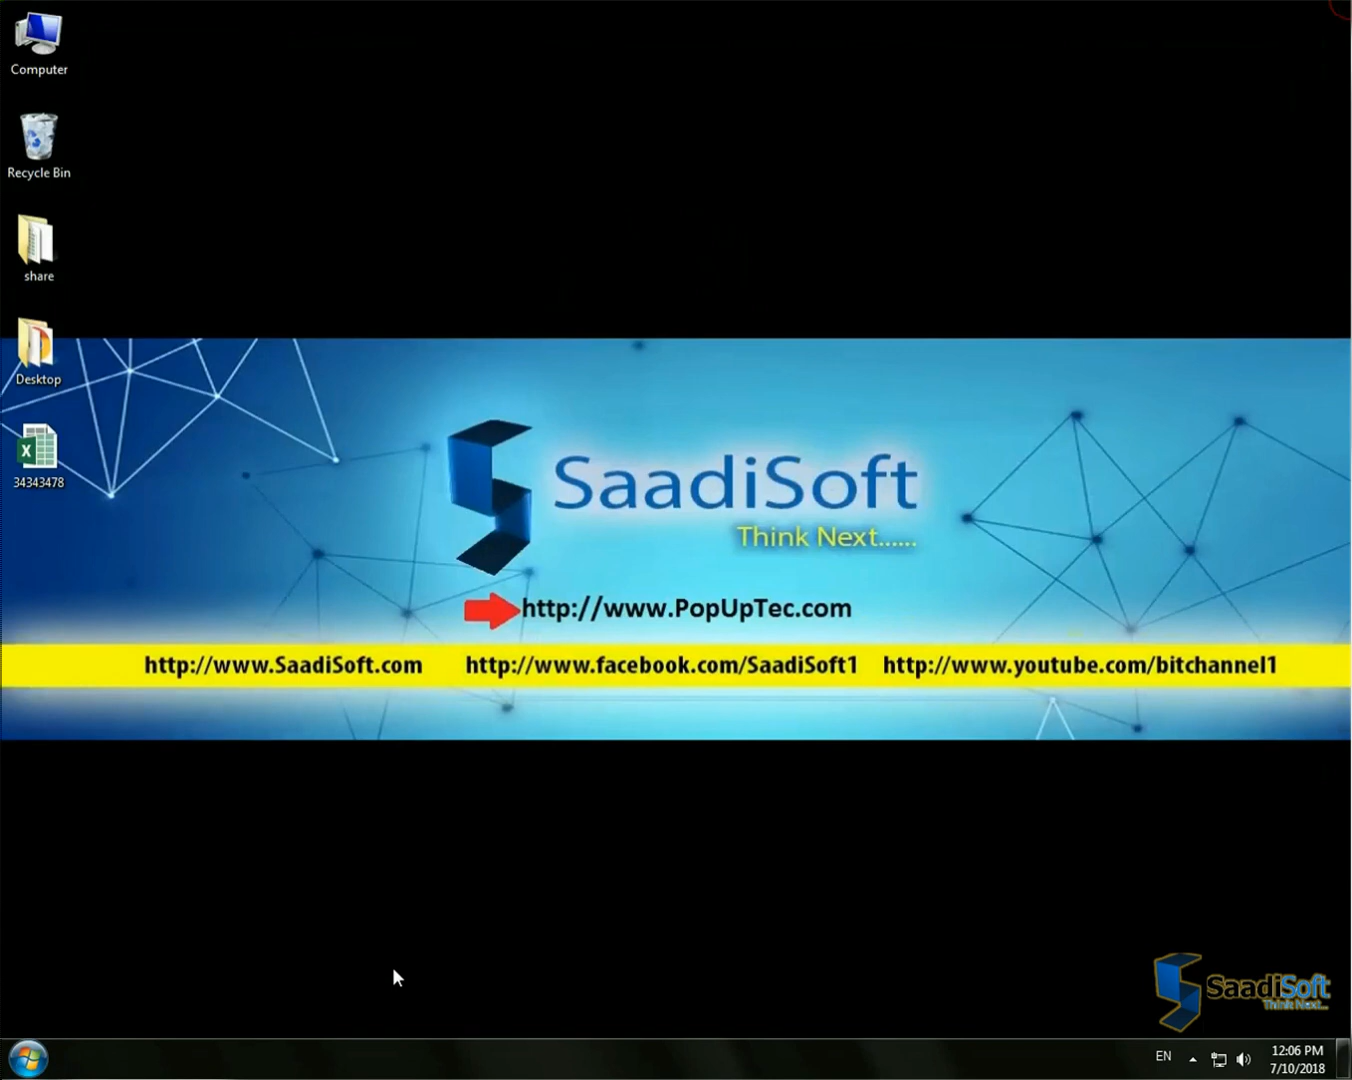 Computer
Recycle Bin
share
Desktop
34343478
SaadiSoft
Think Next......
http://www.PopUpTec.com
http://www.SaadiSoft.com http://www.facebook.com/SaadiSoft1 http://www.youtube.com/bitchannel1
SaadiSoft
Think Next...
EN
12:06 PM
7/10/2018